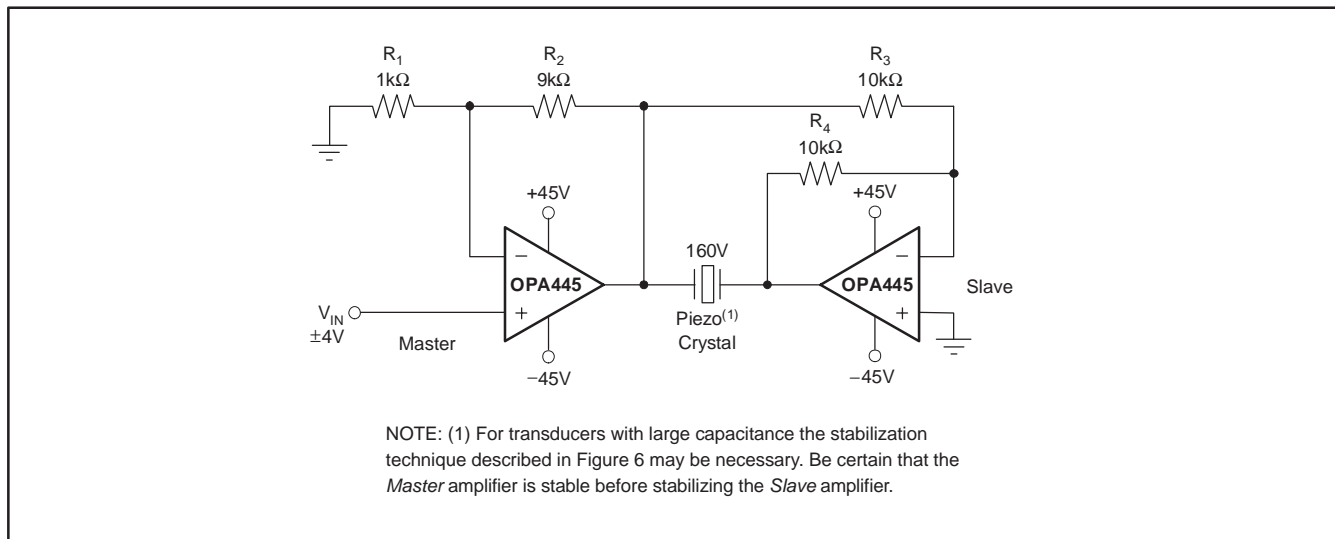 R1
1kΩ
R2
9kΩ
R3
10kΩ
R4
10kΩ
+45V
+45V
160V
−
OPA445
+
−
OPA445
+
Slave
VIN
±4V
Master
Piezo(1)
Crystal
−45V
−45V
NOTE: (1) For transducers with large capacitance the stabilization
technique described in Figure 6 may be necessary. Be certain that the
Master amplifier is stable before stabilizing the Slave amplifier.